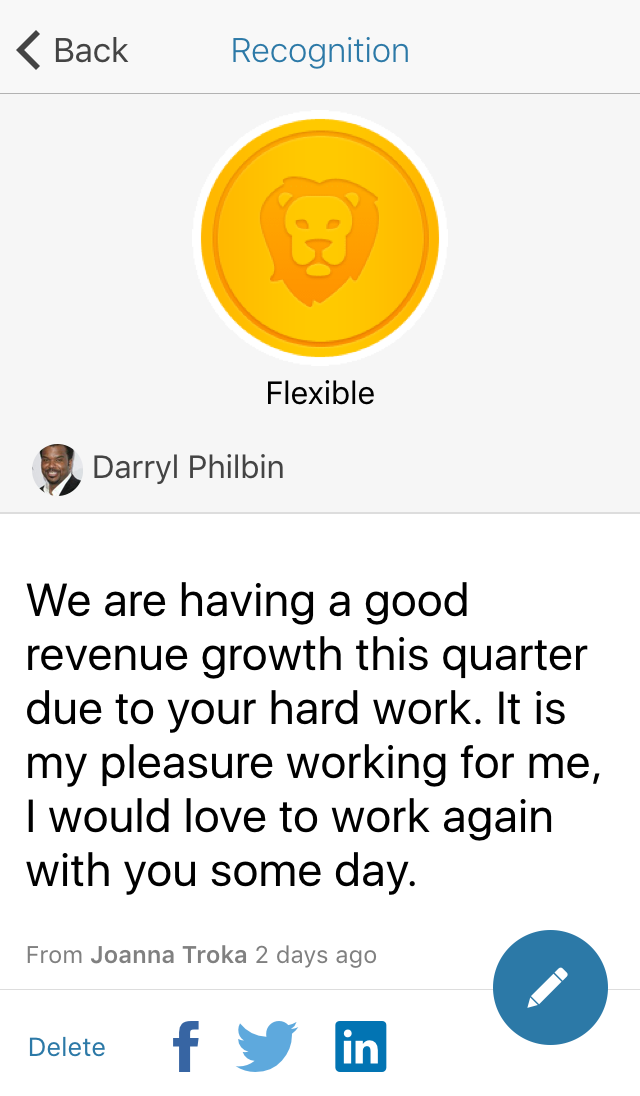 Back
Recognition
Flexible
Darryl Philbin
We are having a good
revenue growth this quarter
due to your hard work. It is
my pleasure working for me,
I would love to work again
with you some day.
From Joanna Troka 2 days ago
Delete
f
in